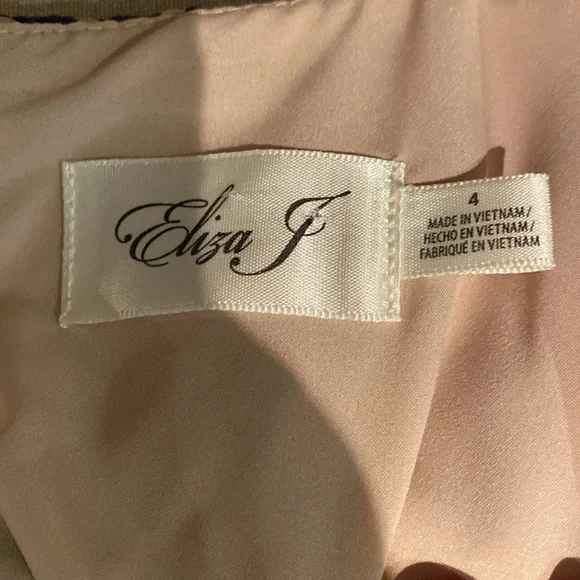 Eliza J
4
MADE IN VIETNAM/
HECHO EN VIETNAM/
FABRIQUÉ EN VIETNAM